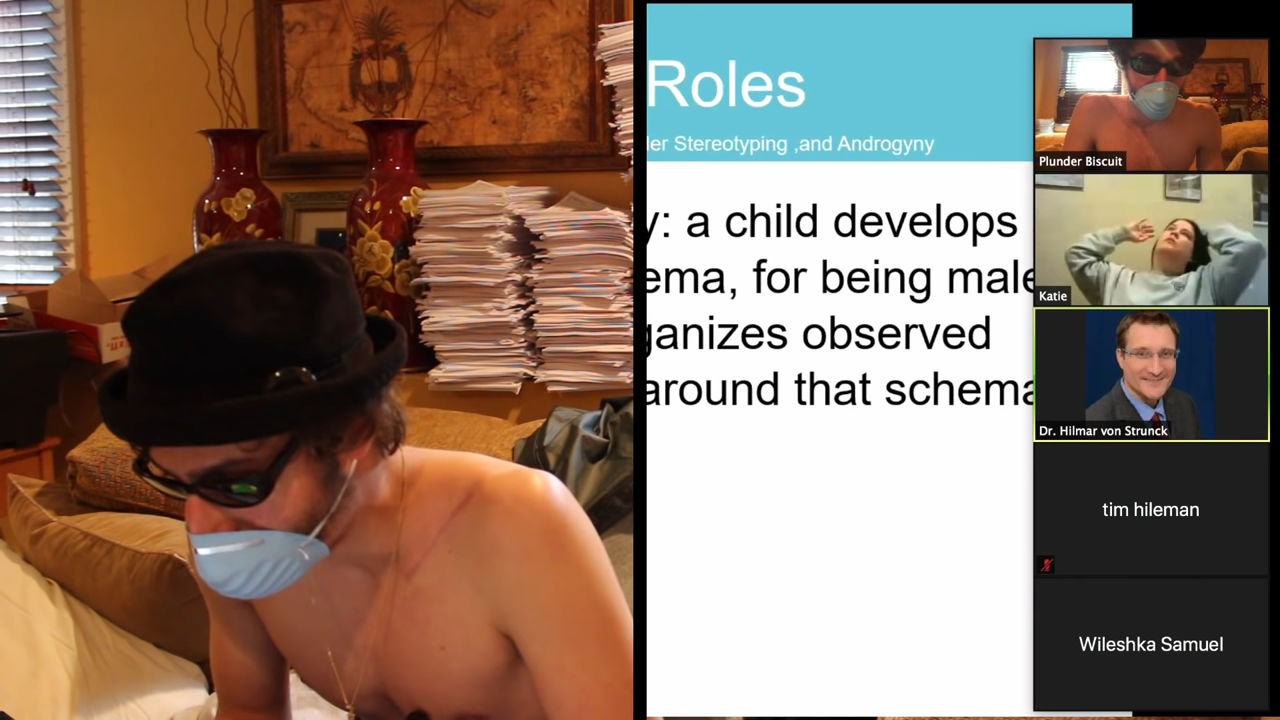 Roles
der Stereotyping ,and Androgyny
y: a child develops
ema, for being male
ganizes observed
around that schema
Plunder Biscuit
Katie
Dr. Hilmar von Strunck
tim hileman
Wileshka Samuel